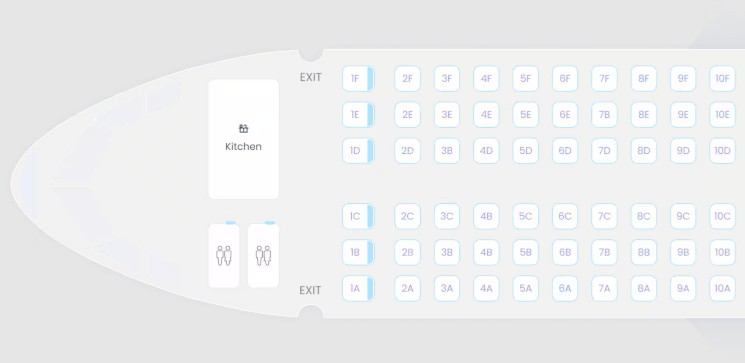 EXIT 1F 2F 3F 4F 5F 6F 7F 8F 9F 10F
1E 2E 3E 4E 5E 6E 7B 8E 9E 10E
Kitchen 1D 2D 3B 4D 5D 6D 7D 8D 9D 10D
1C 2C 3C 4B 5C 6C 7C 8C 9C 10C
1B 2B 3B 4B 5B 6B 7B 8B 9B 10B
EXIT 1A 2A 3A 4A 5A 6A 7A 8A 9A 10A